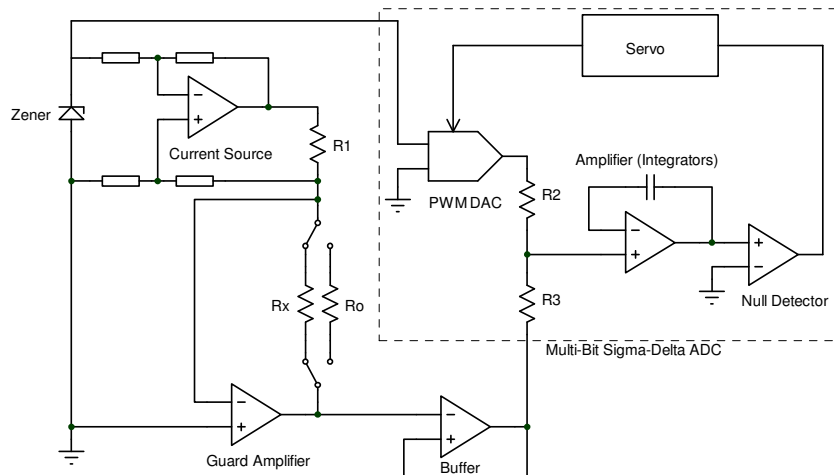 Servo
Zener
Current Source
R1
Amplifier (Integrators)
PWM DAC
R2
Rx
Ro
R3
Null Detector
Multi-Bit Sigma-Delta ADC
Guard Amplifier
Buffer